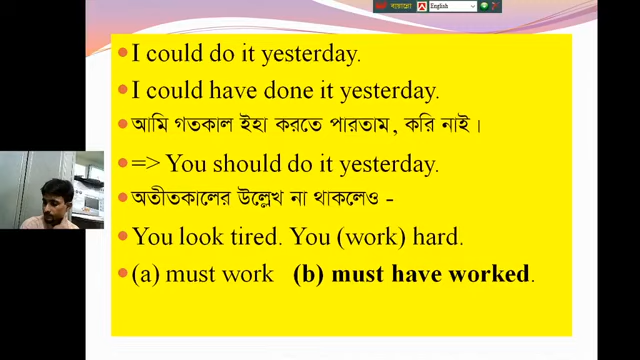 বাংলা English
I could do it yesterday.
I could have done it yesterday.
আমি গতকাল ইহা করতে পারতাম, করি নাই।
=> You should do it yesterday.
অতীতকালের উল্লেখ না থাকলেও -
You look tired. You (work) hard.
(a) must work (b) must have worked.